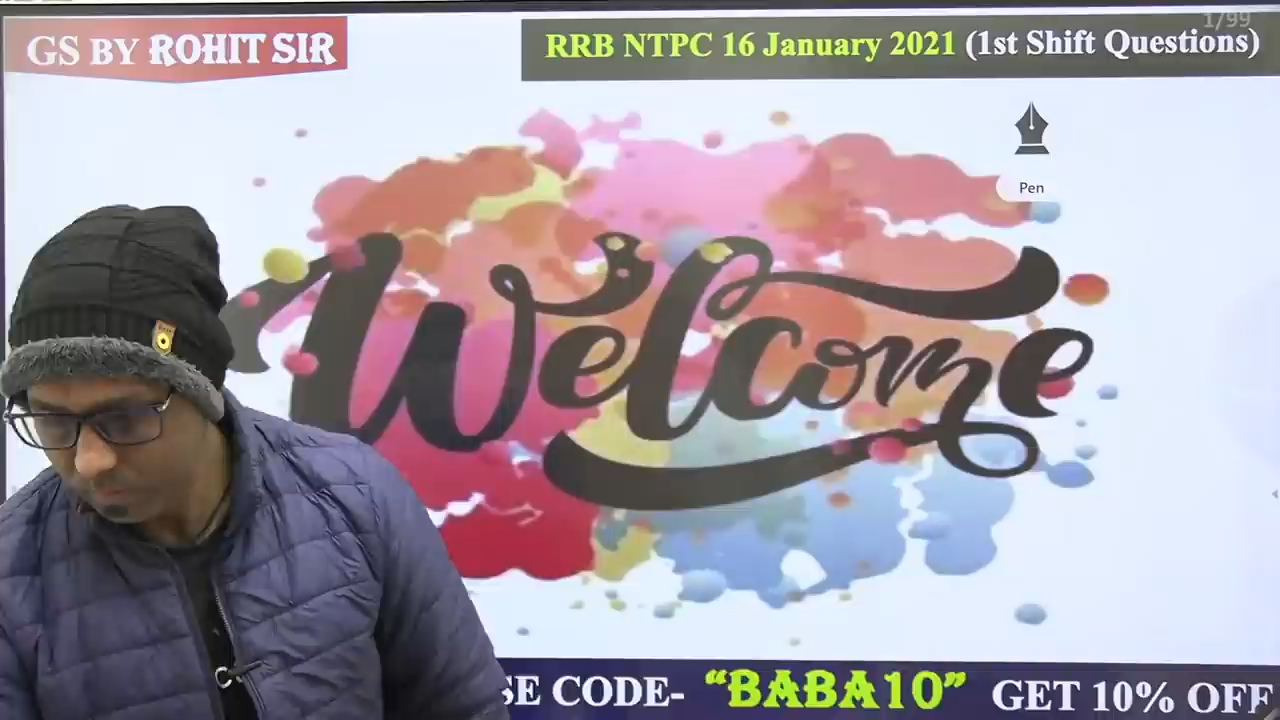 1/99
GS BY ROHIT SIR
RRB NTPC 16 January 2021 (1st Shift Questions)
Pen
Welcome
SE CODE- “BABA10” GET 10% OFF